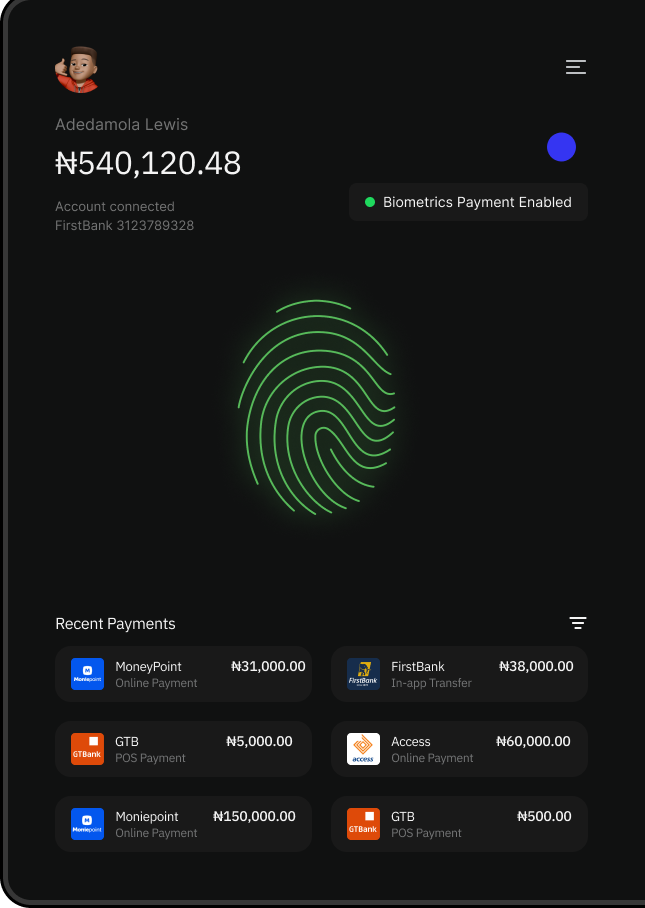 Adedamola Lewis
₦540,120.48
Account connected
FirstBank 3123789328
Biometrics Payment Enabled
Recent Payments
Moniepoint
MoneyPoint
₦31,000.00
Online Payment
FirstBank
FirstBank
₦38,000.00
In-app Transfer
GTBank
GTB
₦5,000.00
POS Payment
access
Access
₦60,000.00
Online Payment
Moniepoint
Moniepoint
₦150,000.00
Online Payment
GTBank
GTB
₦500.00
POS Payment